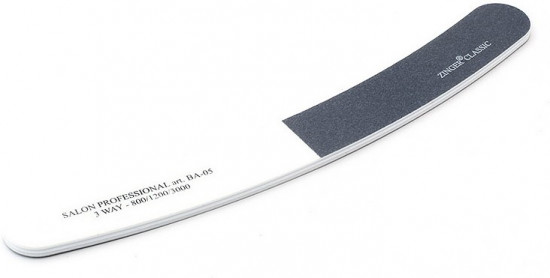 ZINGER® CLASSIC
SALON PROFESSIONAL art. BA-05
3 WAY - 800/1200/3000